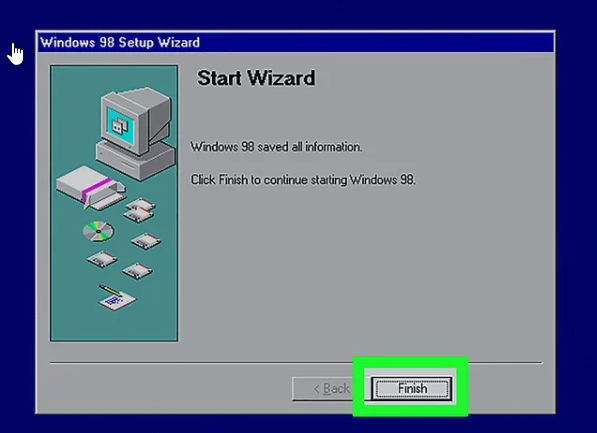 Windows 98 Setup Wizard
Start Wizard
Windows 98 saved all information.
Click Finish to continue starting Windows 98.
< Back
Finish